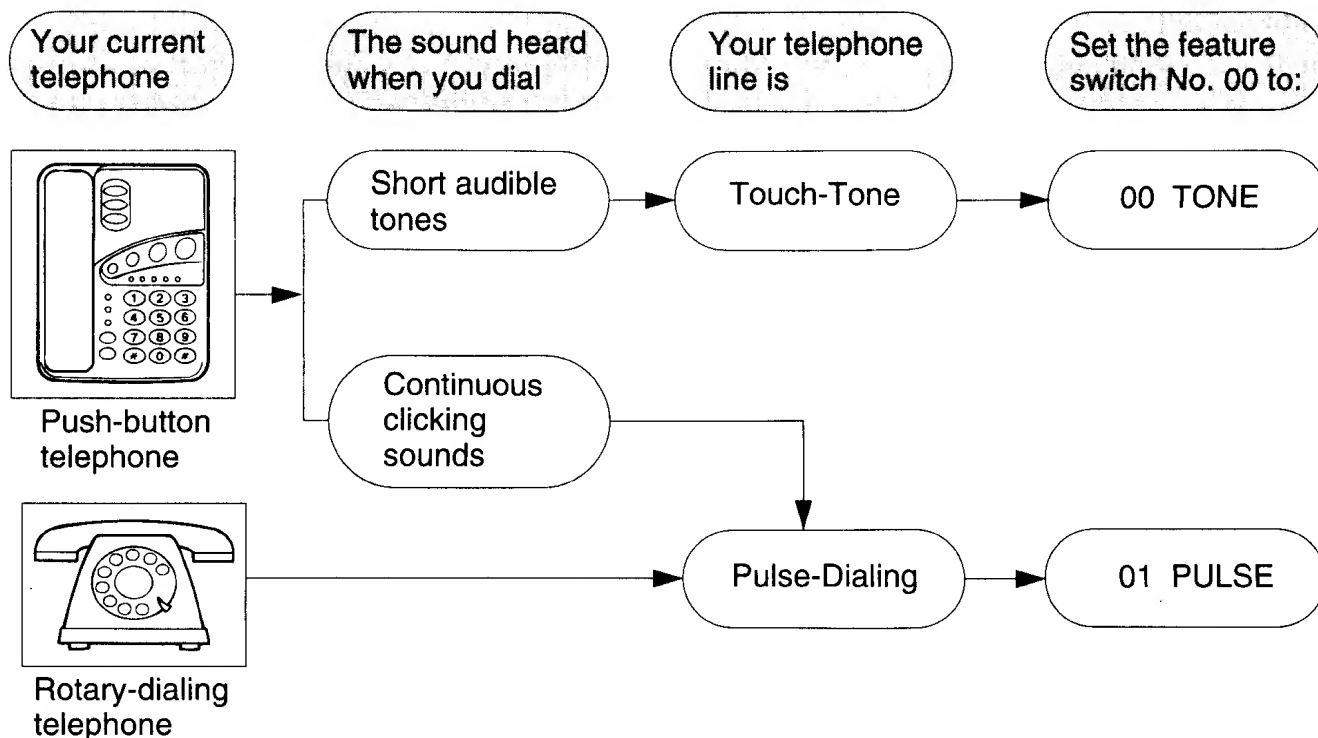 Your current
telephone
The sound heard
when you dial
Your telephone
line is
Set the feature
switch No. 00 to:
1 2 3
4 5 6
7 8 9
* 0 #
Push-button
telephone
Short audible
tones
Touch-Tone
00 TONE
Continuous
clicking
sounds
Rotary-dialing
telephone
Pulse-Dialing
01 PULSE